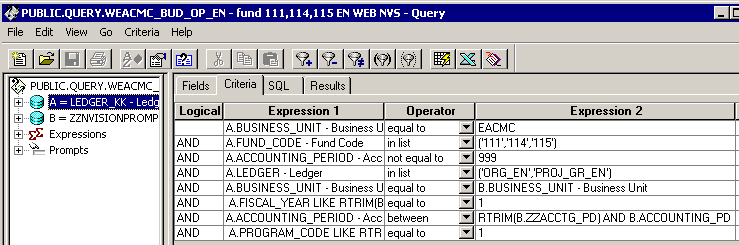 PUBLIC.QUERY.WEACMC_BUD_OP_EN - fund 111,114,115 EN WEB NVS - Query
File Edit View Go Criteria Help
PUBLIC.QUERY.WEACMC_
A = LEDGER_KK - Ledg
B = ZZNVISIONPROMP
Expressions
Prompts
Fields Criteria SQL Results
Logical Expression 1 Operator Expression 2
A.BUSINESS_UNIT - Business U equal to EACMC
AND A.FUND_CODE - Fund Code in list ('111','114','115')
AND A.ACCOUNTING_PERIOD - Acc not equal to 999
AND A.LEDGER - Ledger in list ('ORG_EN','PROJ_GR_EN')
AND A.BUSINESS_UNIT - Business U equal to B.BUSINESS_UNIT - Business Unit
AND A.FISCAL_YEAR LIKE RTRIM(B equal to 1
AND A.ACCOUNTING_PERIOD - Acc between RTRIM(B.ZZACCTG_PD) AND B.ACCOUNTING_PD
AND A.PROGRAM_CODE LIKE RTR equal to 1